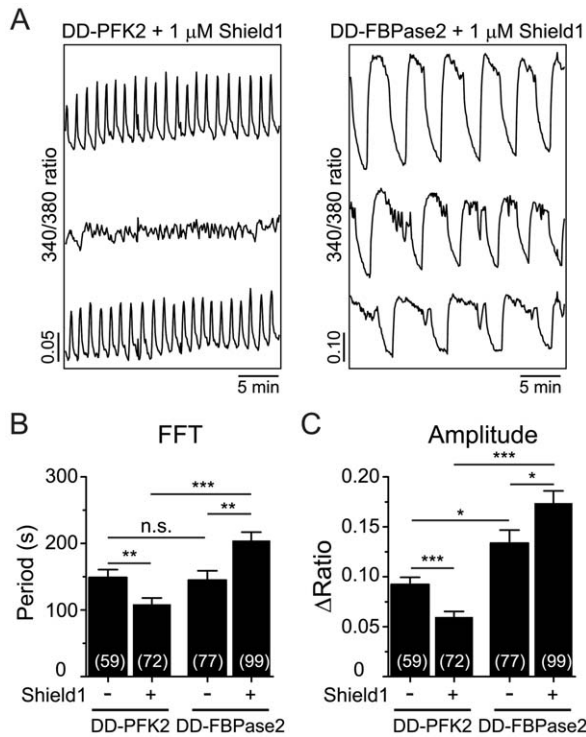 A
DD-PFK2 + 1 μM Shield1
DD-FBPase2 + 1 μM Shield1
340/380 ratio
0.05
5 min
340/380 ratio
0.10
5 min
B
FFT
Period (s)
300
200
100
0
***
n.s.
**
**
(59)
(72)
(77)
(99)
Shield1
-
+
-
+
DD-PFK2
DD-FBPase2
C
Amplitude
ΔRatio
0.20
0.15
0.10
0.05
0
***
*
*
***
(59)
(72)
(77)
(99)
Shield1
-
+
-
+
DD-PFK2
DD-FBPase2